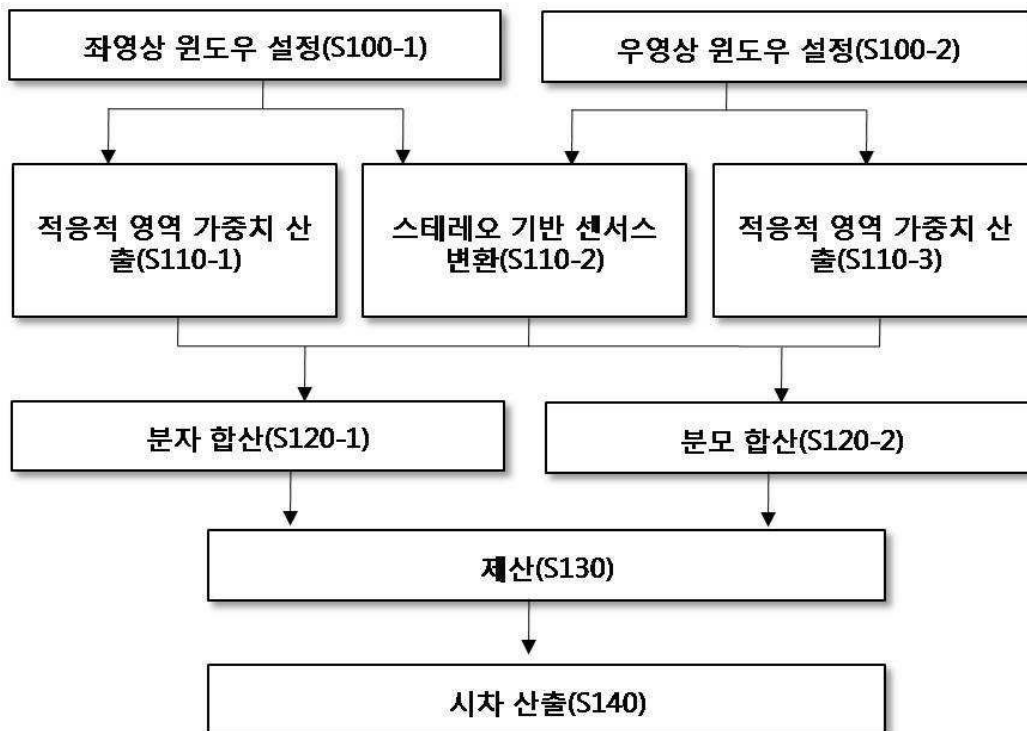 좌영상 윈도우 설정(S100-1)
우영상 윈도우 설정(S100-2)
적응적 영역 가중치 산
출(S110-1)
스테레오 기반 센서스
변환(S110-2)
적응적 영역 가중치 산
출(S110-3)
분자 합산(S120-1)
분모 합산(S120-2)
제산(S130)
시차 산출(S140)